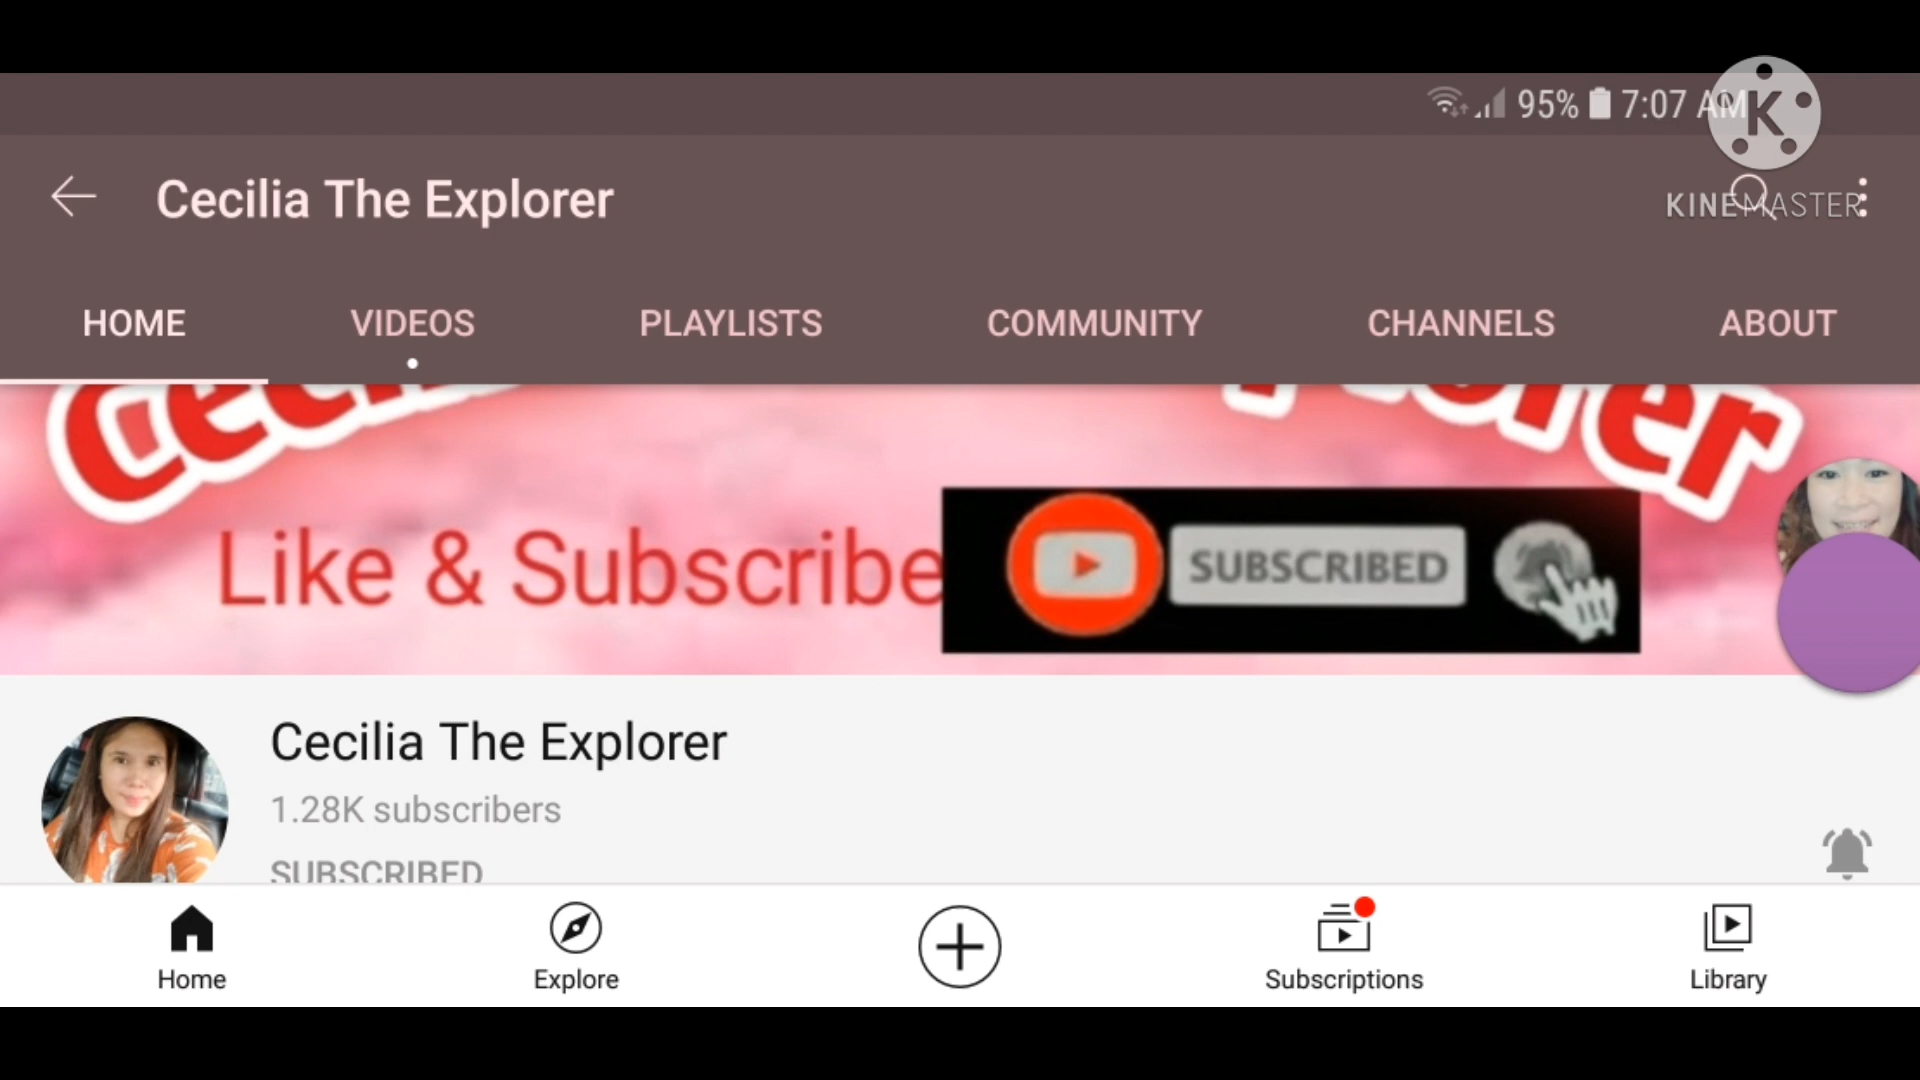 95% 7:07 AM
K
KINEMASTER
Cecilia The Explorer
HOME
VIDEOS
PLAYLISTS
COMMUNITY
CHANNELS
ABOUT
Like & Subscribe
SUBSCRIBED
Cecilia The Explorer
1.28K subscribers
SUBSCRIBED
Home
Explore
Subscriptions
Library